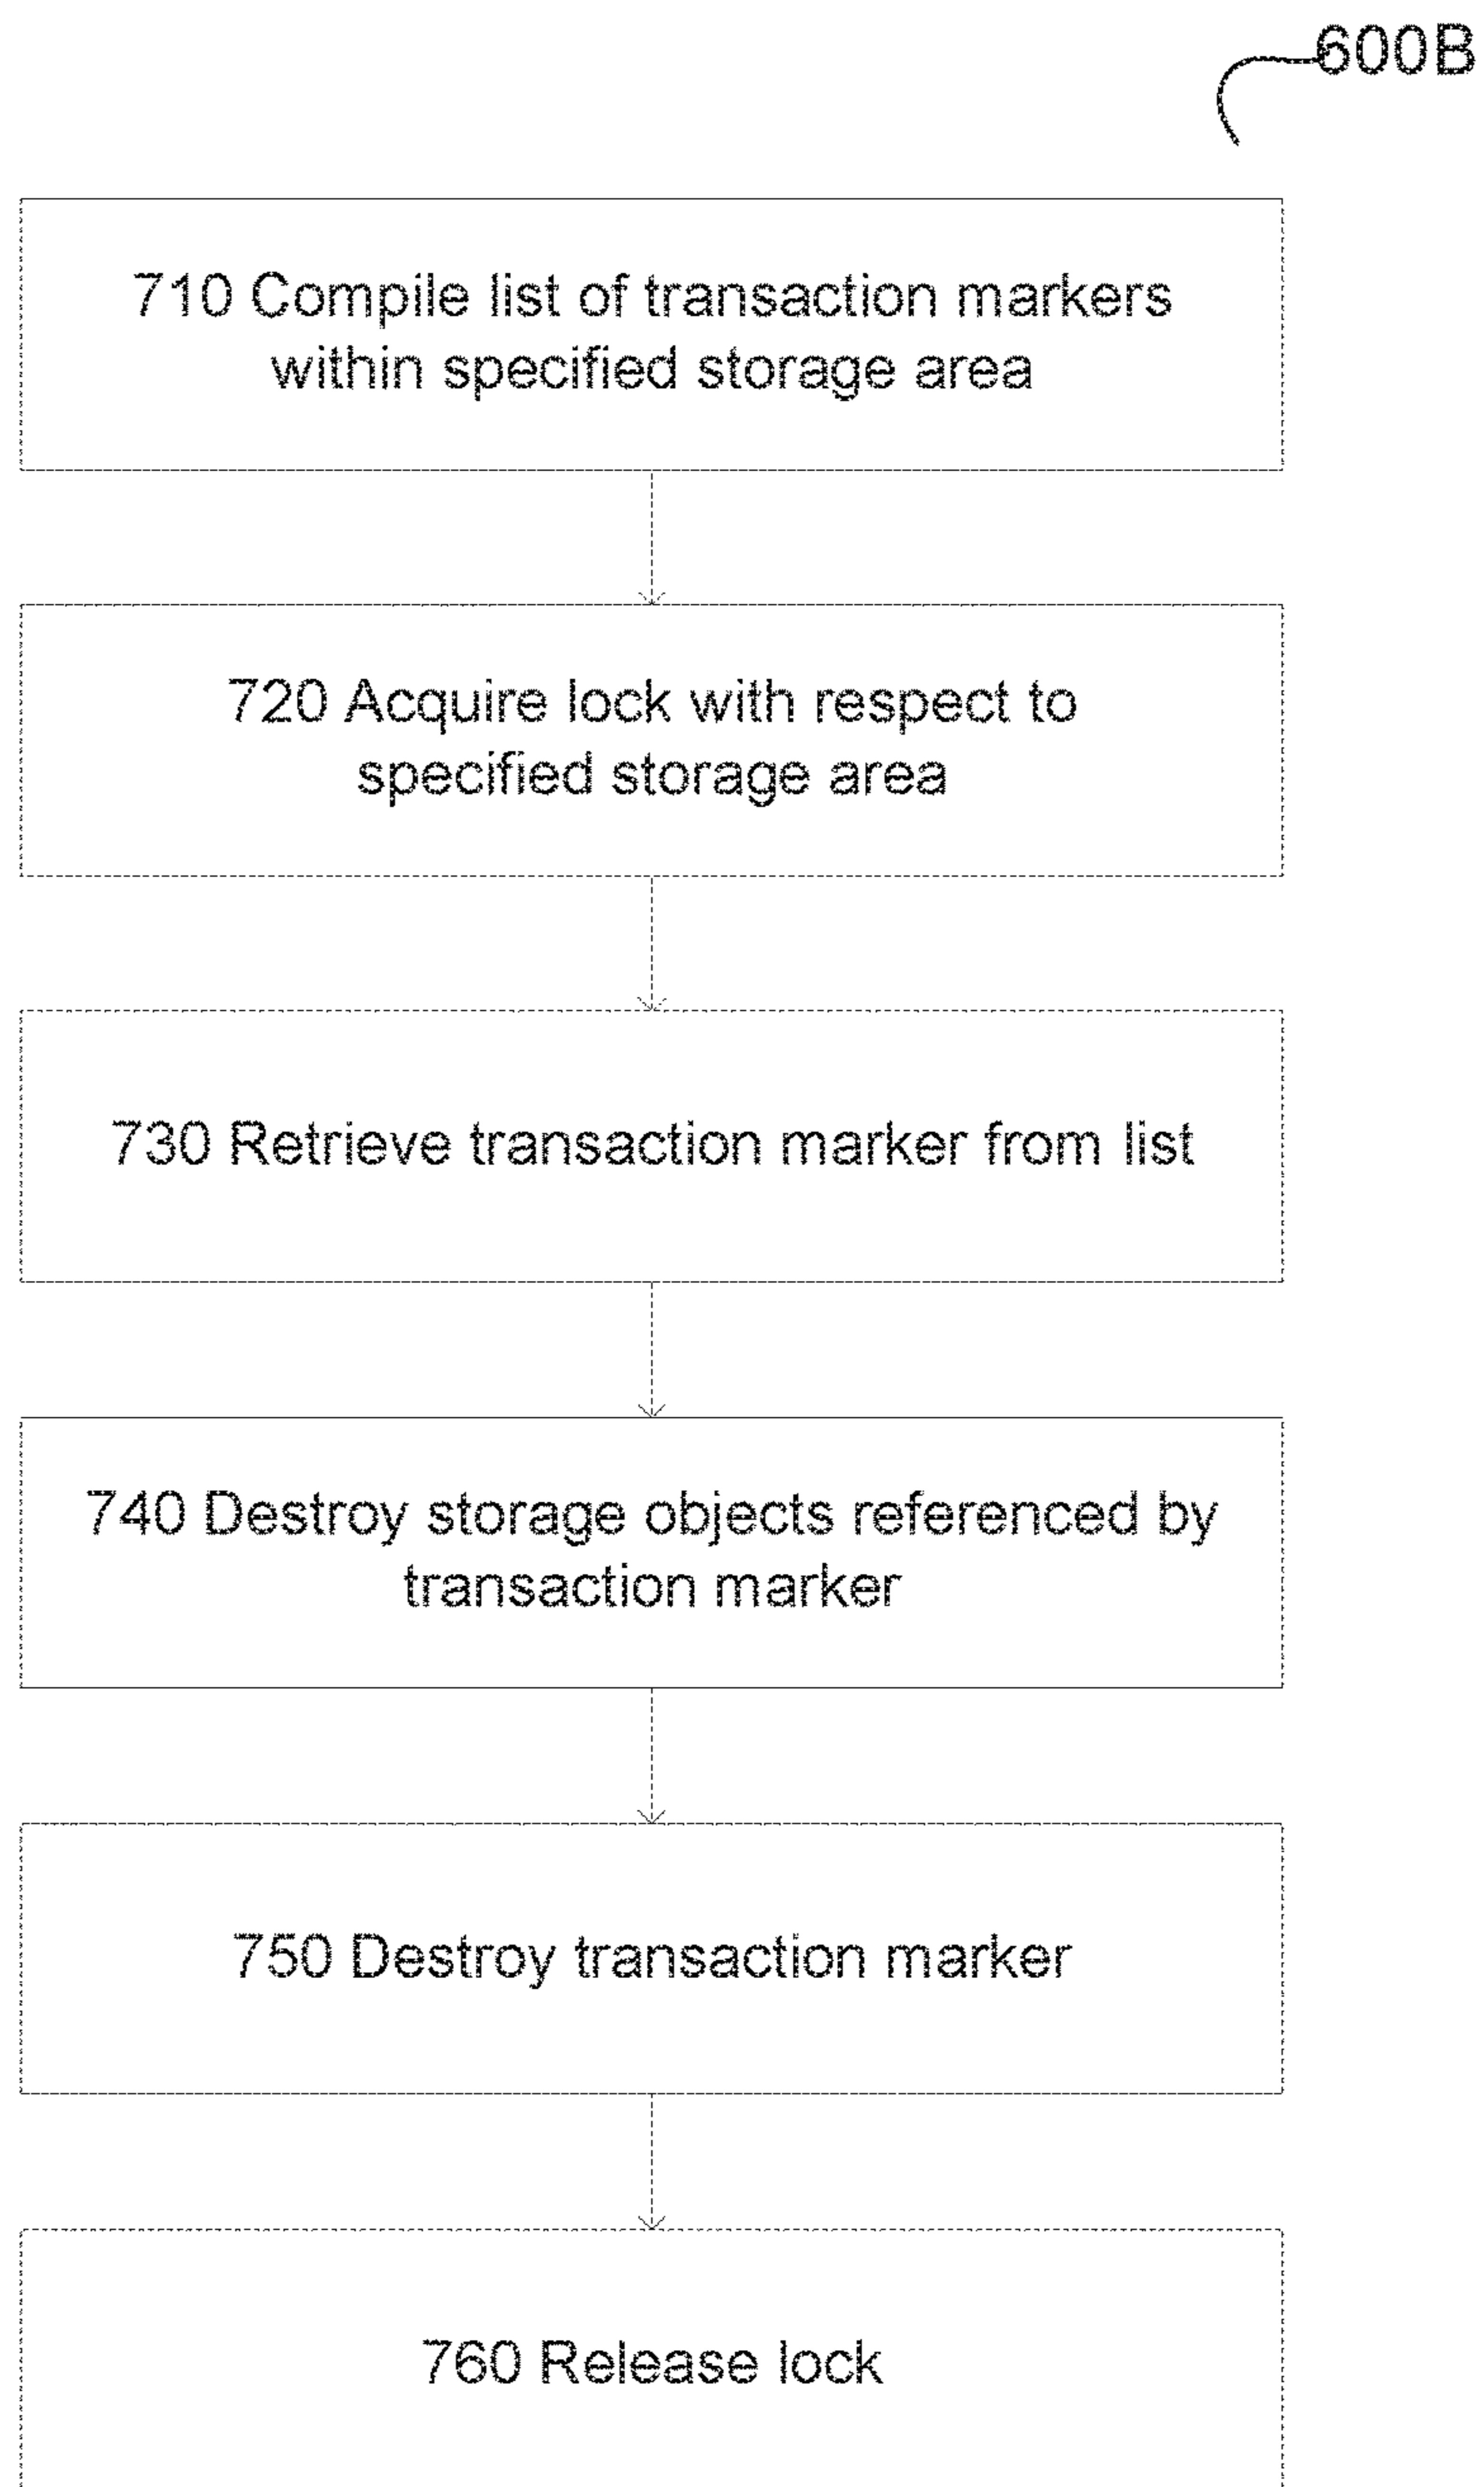 600B
710 Compile list of transaction markers
within specified storage area
720 Acquire lock with respect to
specified storage area
730 Retrieve transaction marker from list
740 Destroy storage objects referenced by
transaction marker
750 Destroy transaction marker
760 Release lock